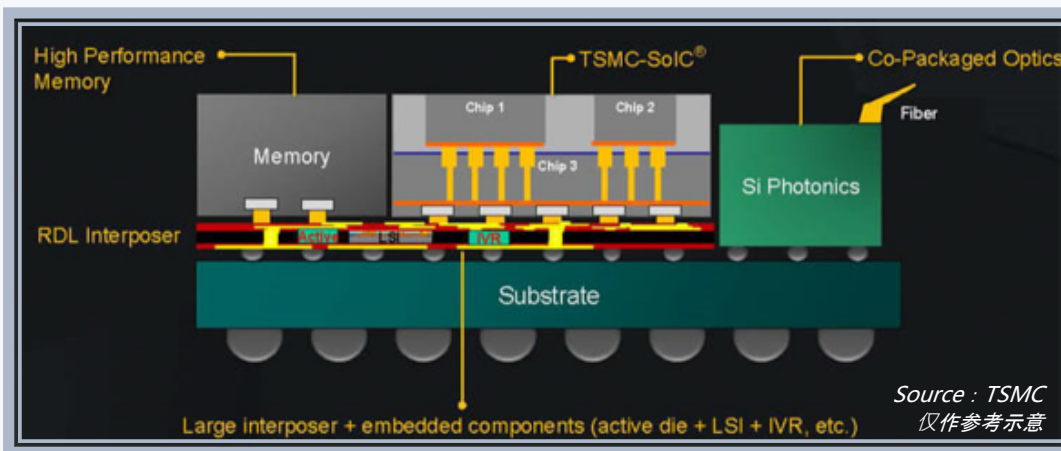 High Performance
Memory
TSMC-SoIC®
Co-Packaged Optics
Chip 1
Chip 2
Fiber
Memory
Chip 3
Si Photonics
RDL Interposer
Active
LSI
IVR
Substrate
Source : TSMC
Large interposer + embedded components (active die + LSI + IVR, etc.)
仅作参考示意